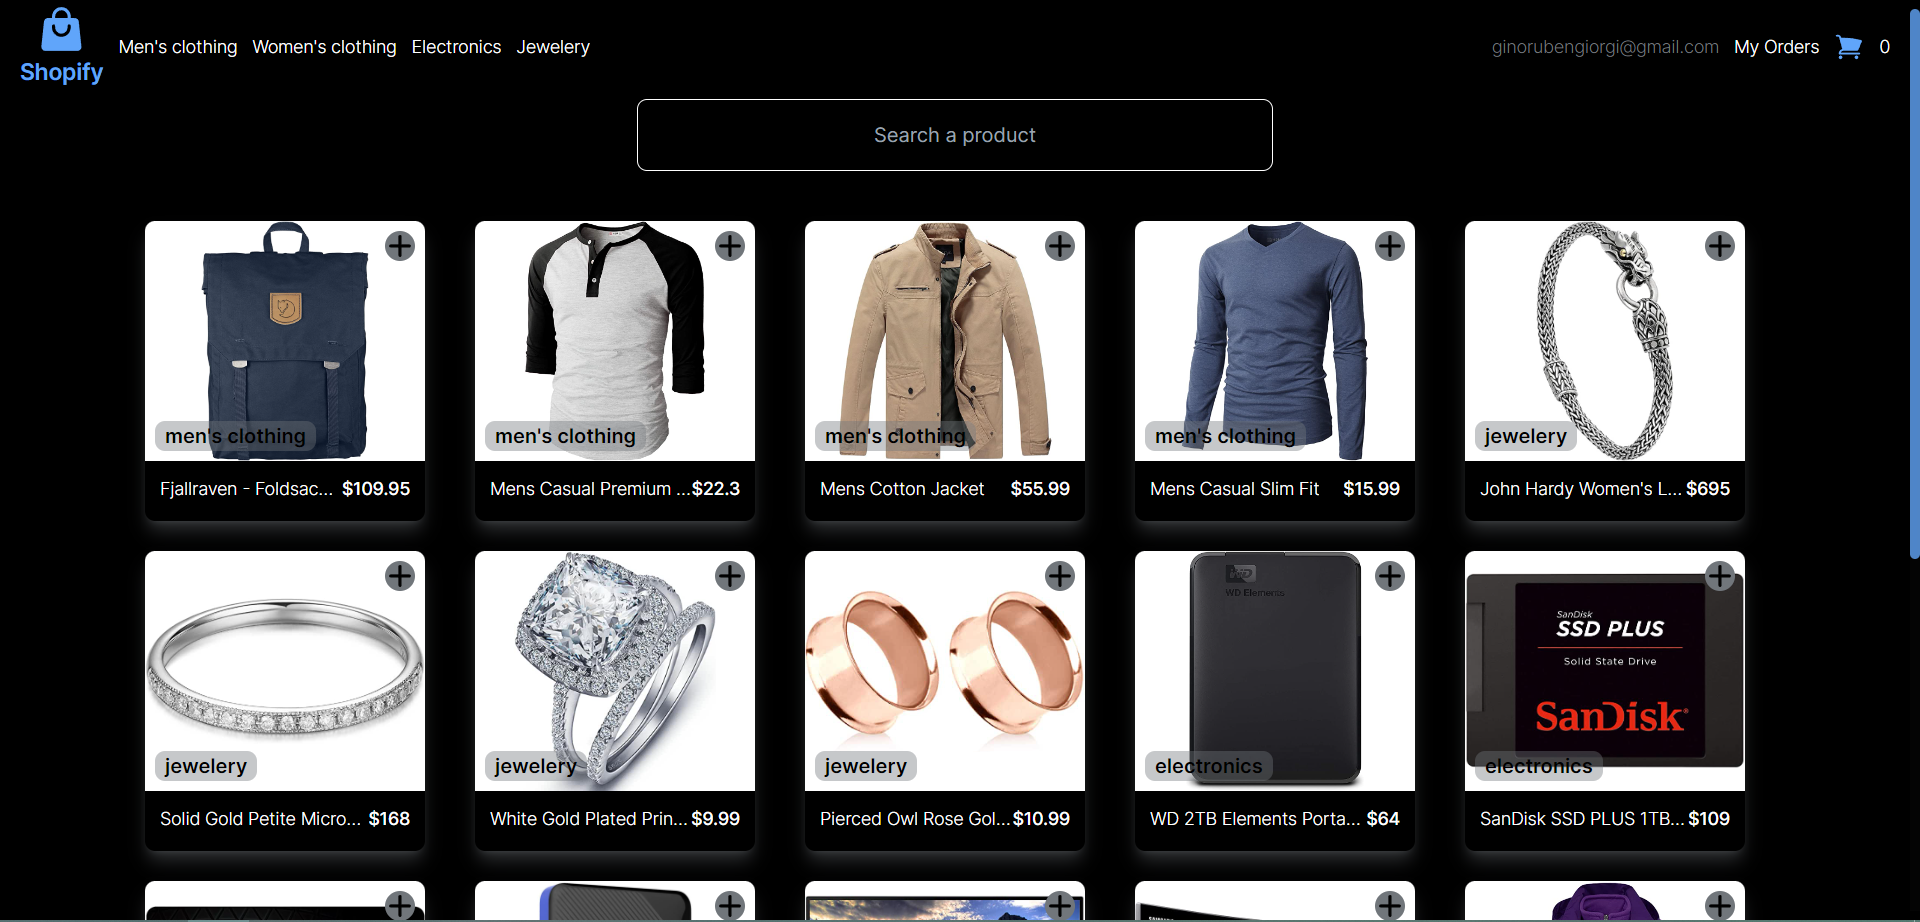 Shopify
Men's clothing Women's clothing Electronics Jewelery
ginorubengiorgi@gmail.com My Orders 0
Search a product
men's clothing
Fjallraven - Foldsac... $109.95
men's clothing
Mens Casual Premium ...$22.3
men's clothing
Mens Cotton Jacket $55.99
men's clothing
Mens Casual Slim Fit $15.99
jewelery
John Hardy Women's L... $695
jewelery
Solid Gold Petite Micro... $168
jewelery
White Gold Plated Prin... $9.99
jewelery
Pierced Owl Rose Gol... $10.99
WD
WD Elements
electronics
WD 2TB Elements Porta... $64
SanDisk
SSD PLUS
Solid State Drive
SanDisk®
electronics
SanDisk SSD PLUS 1TB... $109